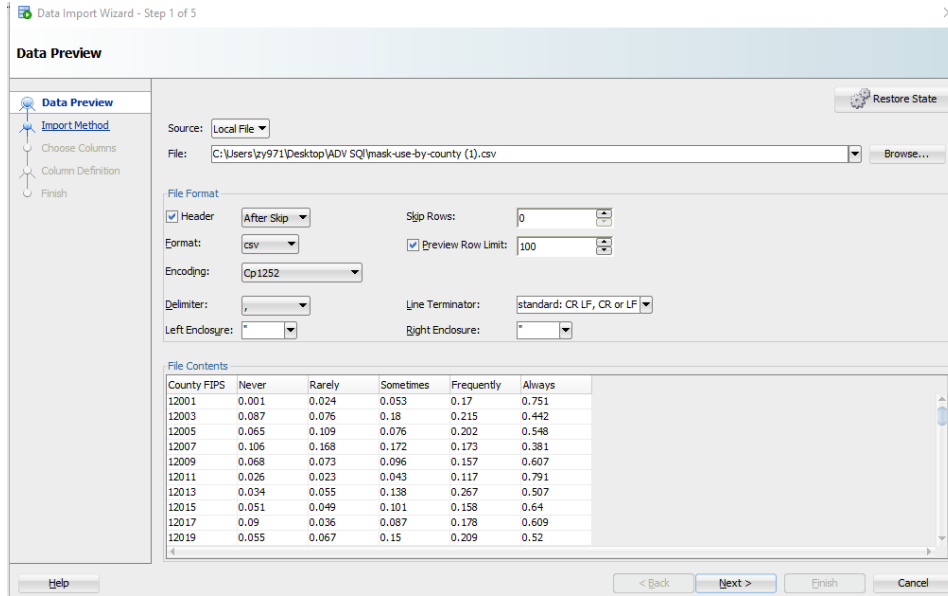 Data Import Wizard - Step 1 of 5
Data Preview
Data Preview
Import Method
Choose Columns
Column Definition
Finish
Restore State
Source: Local File
File: C:\Users\zy971\Desktop\ADV SQl\mask-use-by-county (1).csv Browse...
File Format
Header After Skip Skip Rows: 0
Format: csv Preview Row Limit: 100
Encoding: Cp1252
Delimiter: , Line Terminator: standard: CR LF, CR or LF
Left Enclosure: " Right Enclosure: "
File Contents
County FIPS Never Rarely Sometimes Frequently Always
12001 0.001 0.024 0.053 0.17 0.751
12003 0.087 0.076 0.18 0.215 0.442
12005 0.065 0.109 0.076 0.202 0.548
12007 0.106 0.168 0.172 0.173 0.381
12009 0.068 0.073 0.096 0.157 0.607
12011 0.026 0.023 0.043 0.117 0.791
12013 0.034 0.055 0.138 0.267 0.507
12015 0.051 0.049 0.101 0.158 0.64
12017 0.09 0.036 0.087 0.178 0.609
12019 0.055 0.067 0.15 0.209 0.52
Help < Back Next > Finish Cancel